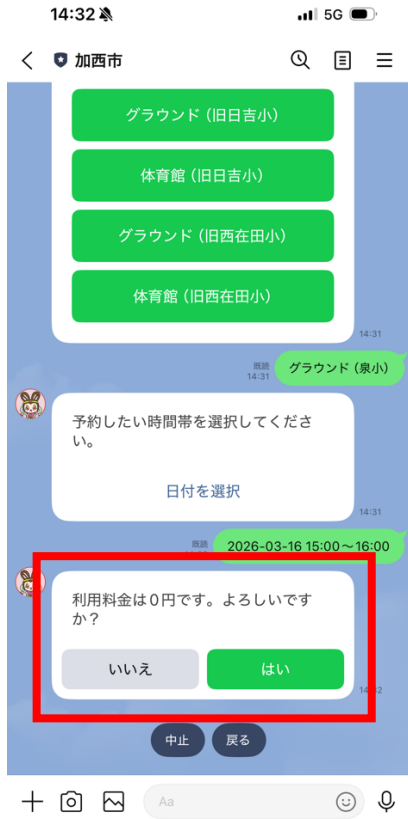 14:32
5G
加西市
グラウンド（旧日吉小）
体育館（旧日吉小）
グラウンド（旧西在田小）
体育館（旧西在田小）
14:31
既読
14:31
グラウンド（泉小）
予約したい時間帯を選択してくださ
い。
日付を選択
14:31
既読
2026-03-16 15:00～16:00
利用料金は０円です。よろしいです
か？
いいえ
はい
中止
戻る
Aa